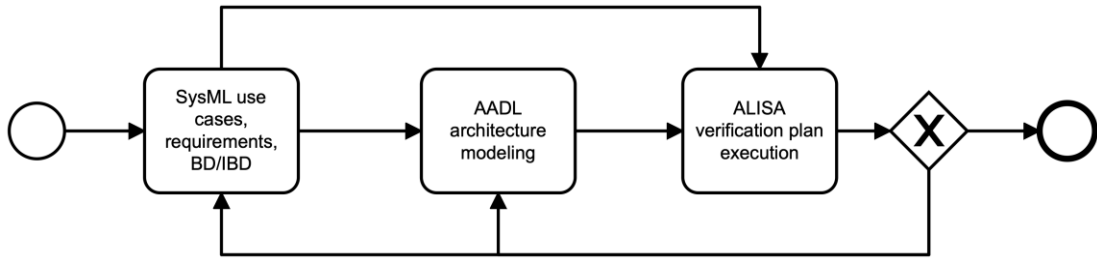 SysML use
cases,
requirements,
BD/IBD
AADL
architecture
modeling
ALISA
verification plan
execution
X